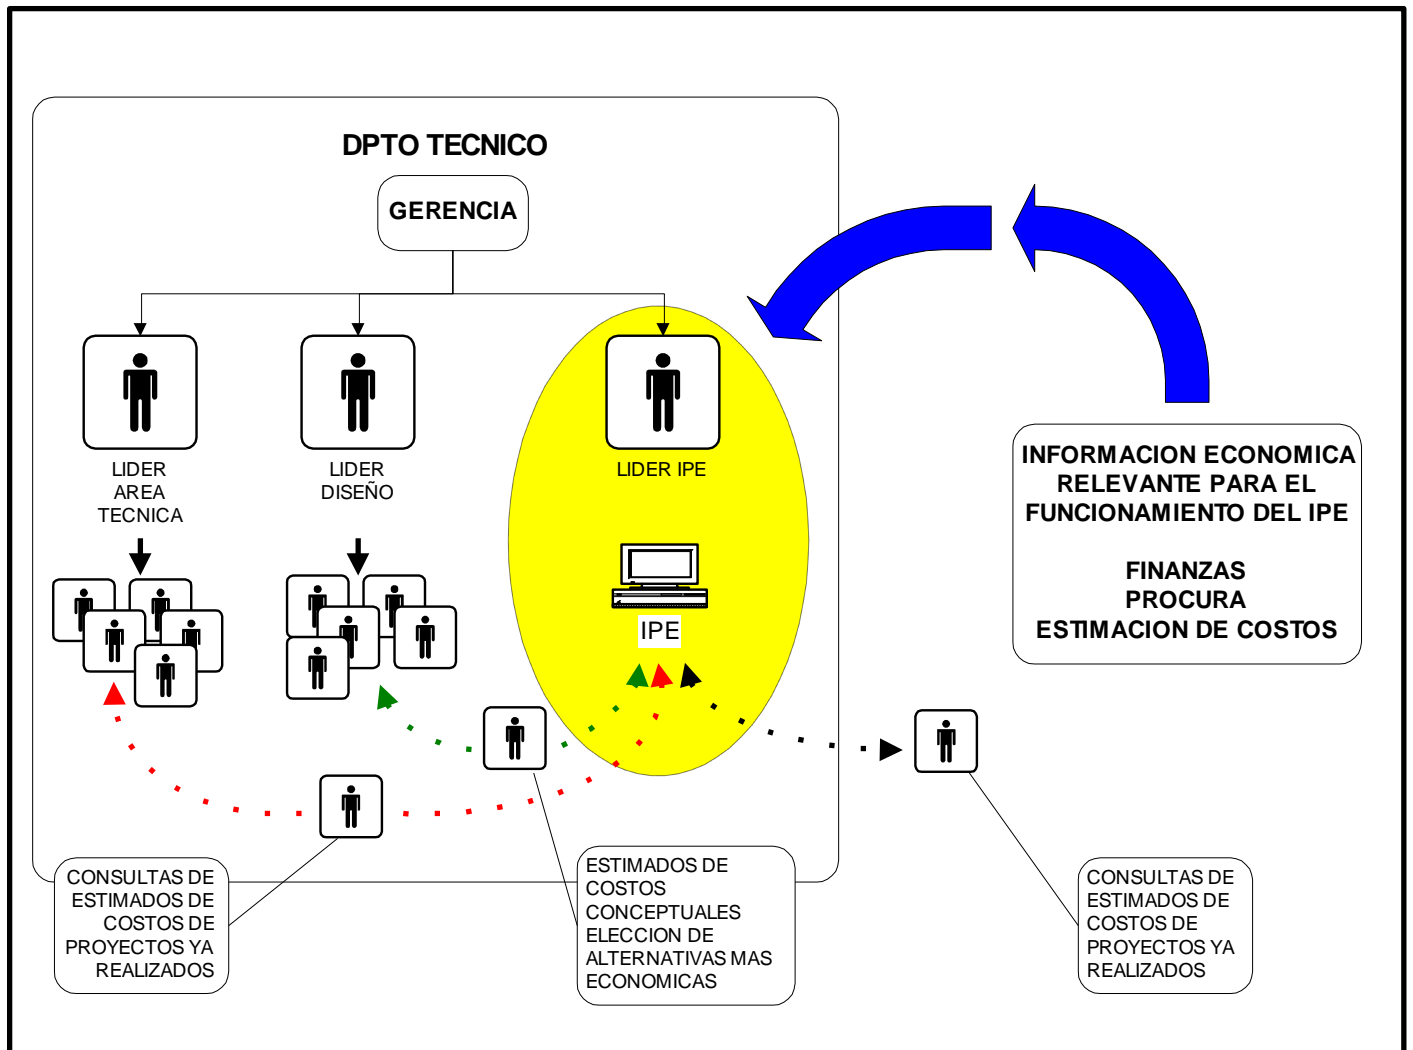 DPTO TECNICO
GERENCIA
LIDER
AREA
TECNICA
LIDER
DISEÑO
LIDER IPE
IPE
INFORMACION ECONOMICA
RELEVANTE PARA EL
FUNCIONAMIENTO DEL IPE
FINANZAS
PROCURA
ESTIMACION DE COSTOS
CONSULTAS DE
ESTIMADOS DE
COSTOS DE
PROYECTOS YA
REALIZADOS
ESTIMADOS DE
COSTOS
CONCEPTUALES
ELECCION DE
ALTERNATIVAS MAS
ECONOMICAS
CONSULTAS DE
ESTIMADOS DE
COSTOS DE
PROYECTOS YA
REALIZADOS